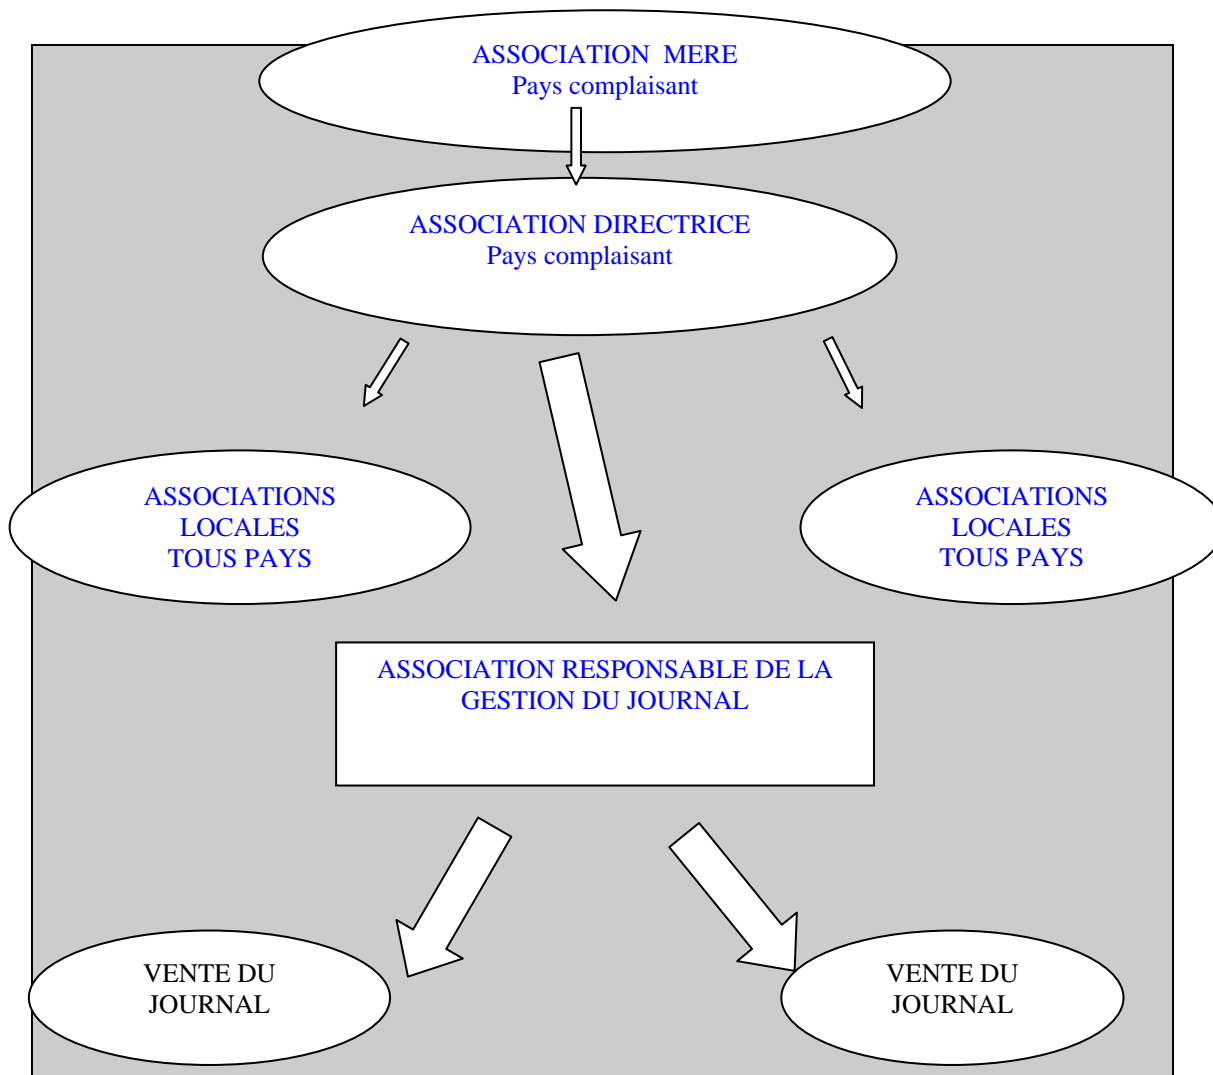 ASSOCIATION  MERE
Pays complaisant
ASSOCIATION DIRECTRICE
Pays complaisant
ASSOCIATIONS
LOCALES
TOUS PAYS
ASSOCIATIONS
LOCALES
TOUS PAYS
ASSOCIATION RESPONSABLE DE LA
GESTION DU JOURNAL
VENTE DU
JOURNAL
VENTE DU
JOURNAL